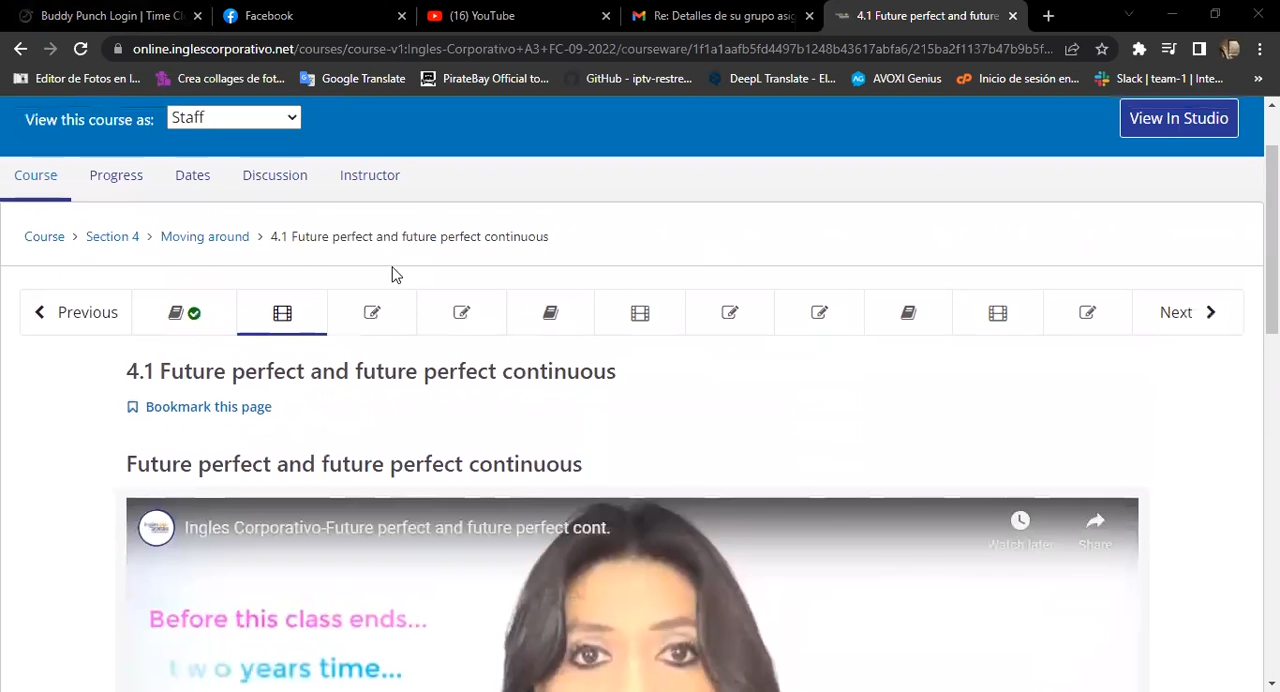 Buddy Punch Login | Time Cl
Facebook
(16) YouTube
Re: Detalles de su grupo asig
4.1 Future perfect and future
online.inglescorporativo.net/courses/course-v1:Ingles-Corporativo+A3+FC-09-2022/courseware/1f1a1aafb5fd4497b1248b43617abfa6/215ba2f1137b47b9b5f...
Editor de Fotos en l...
Crea collages de fot...
Google Translate
PirateBay Official to...
GitHub - iptv-restre...
DeepL Translate - El...
AVOXI Genius
Inicio de sesión en...
Slack | team-1 | Inte...
»
View this course as:
Staff
View In Studio
Course
Progress
Dates
Discussion
Instructor
Course > Section 4 > Moving around > 4.1 Future perfect and future perfect continuous
Previous
Next
4.1 Future perfect and future perfect continuous
Bookmark this page
Future perfect and future perfect continuous
Ingles Corporativo-Future perfect and future perfect cont.
Watch later
Share
Before this class ends...
two years time...